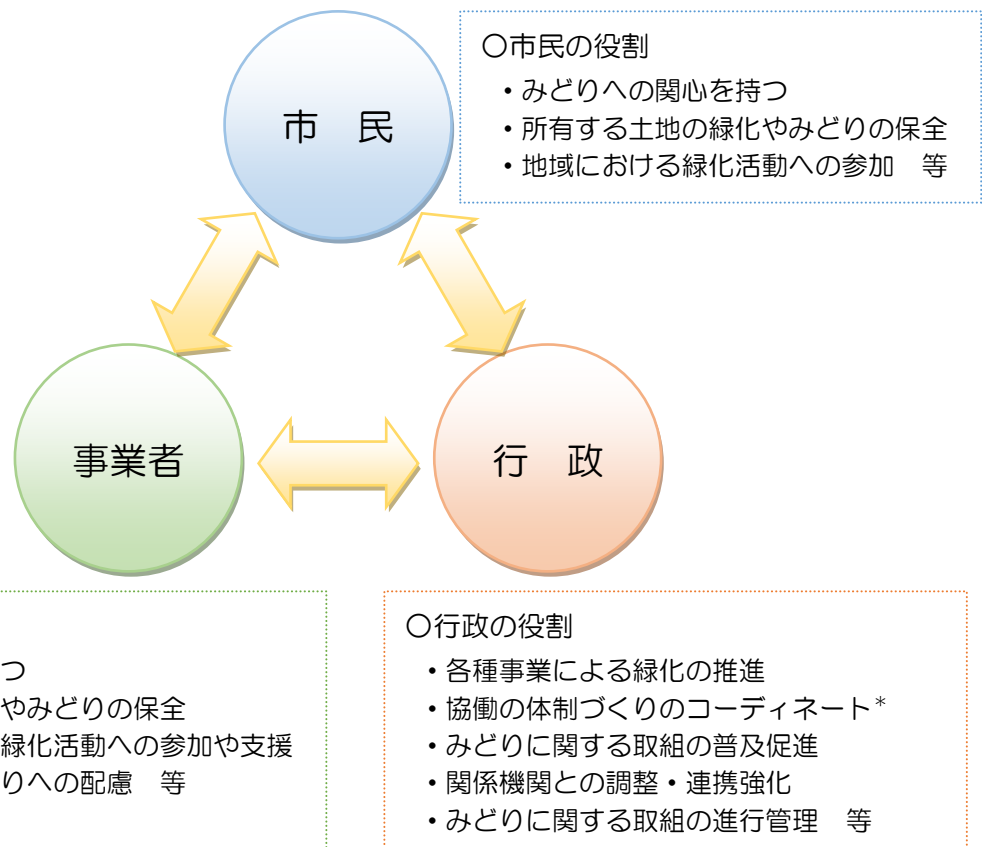 市　民
○市民の役割
・みどりへの関心を持つ
・所有する土地の緑化やみどりの保全
・地域における緑化活動への参加　等
事業者
行　政
つ
やみどりの保全
緑化活動への参加や支援
りへの配慮　等
○行政の役割
・各種事業による緑化の推進
・協働の体制づくりのコーディネート*
・みどりに関する取組の普及促進
・関係機関との調整・連携強化
・みどりに関する取組の進行管理　等